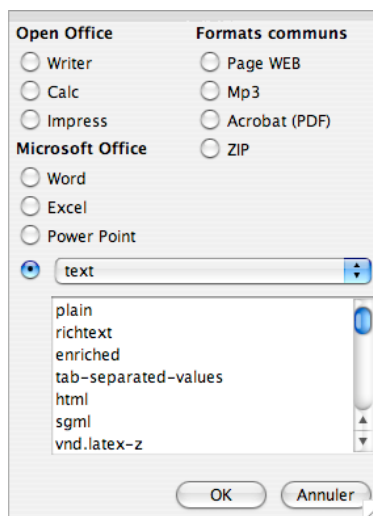 Open Office
Writer
Calc
Impress
Microsoft Office
Word
Excel
Power Point
Formats communs
Page WEB
Mp3
Acrobat (PDF)
ZIP
text
plain
richtext
enriched
tab-separated-values
html
sgml
vnd.latex-z
OK
Annuler